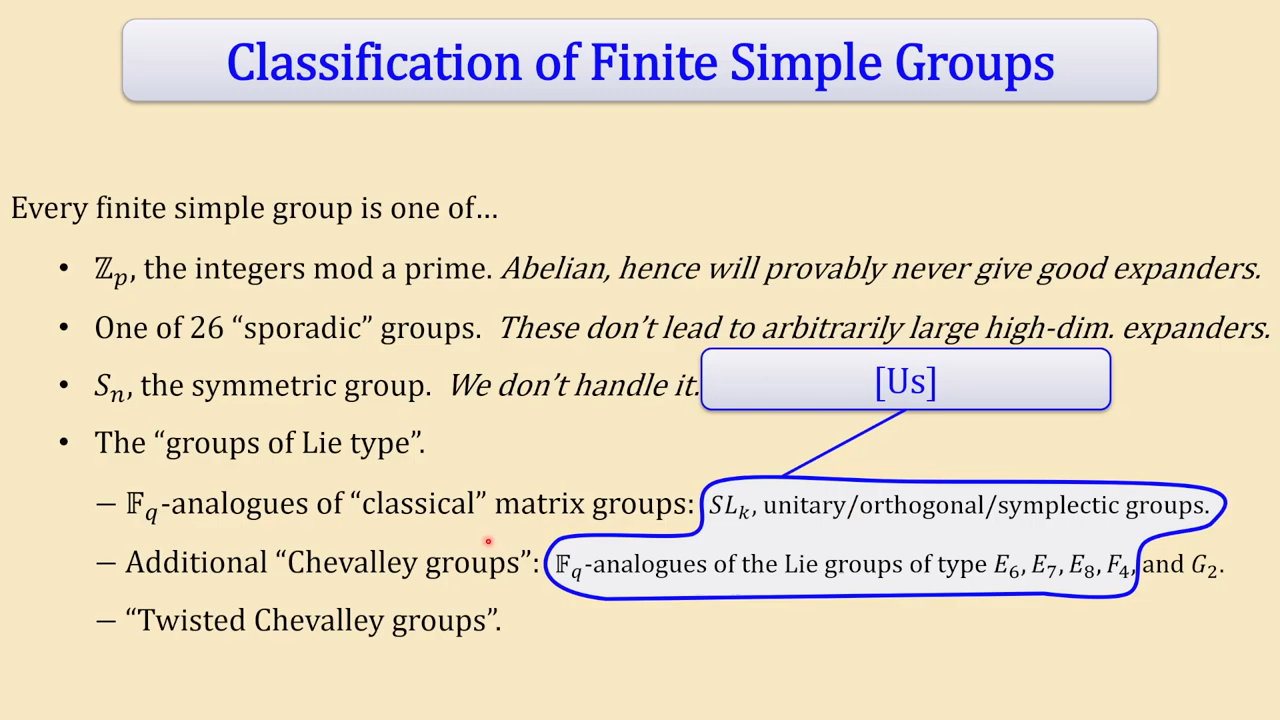 Classification of Finite Simple Groups
Every finite simple group is one of…
• ℤₚ, the integers mod a prime. Abelian, hence will provably never give good expanders.
• One of 26 “sporadic” groups. These don’t lead to arbitrarily large high-dim. expanders.
• Sₙ, the symmetric group. We don’t handle it.
[Us]
• The “groups of Lie type”.
– 𝔽_q-analogues of “classical” matrix groups: SLₖ, unitary/orthogonal/symplectic groups.
– Additional “Chevalley groups”: 𝔽_q-analogues of the Lie groups of type E₆, E₇, E₈, F₄, and G₂.
– “Twisted Chevalley groups”.